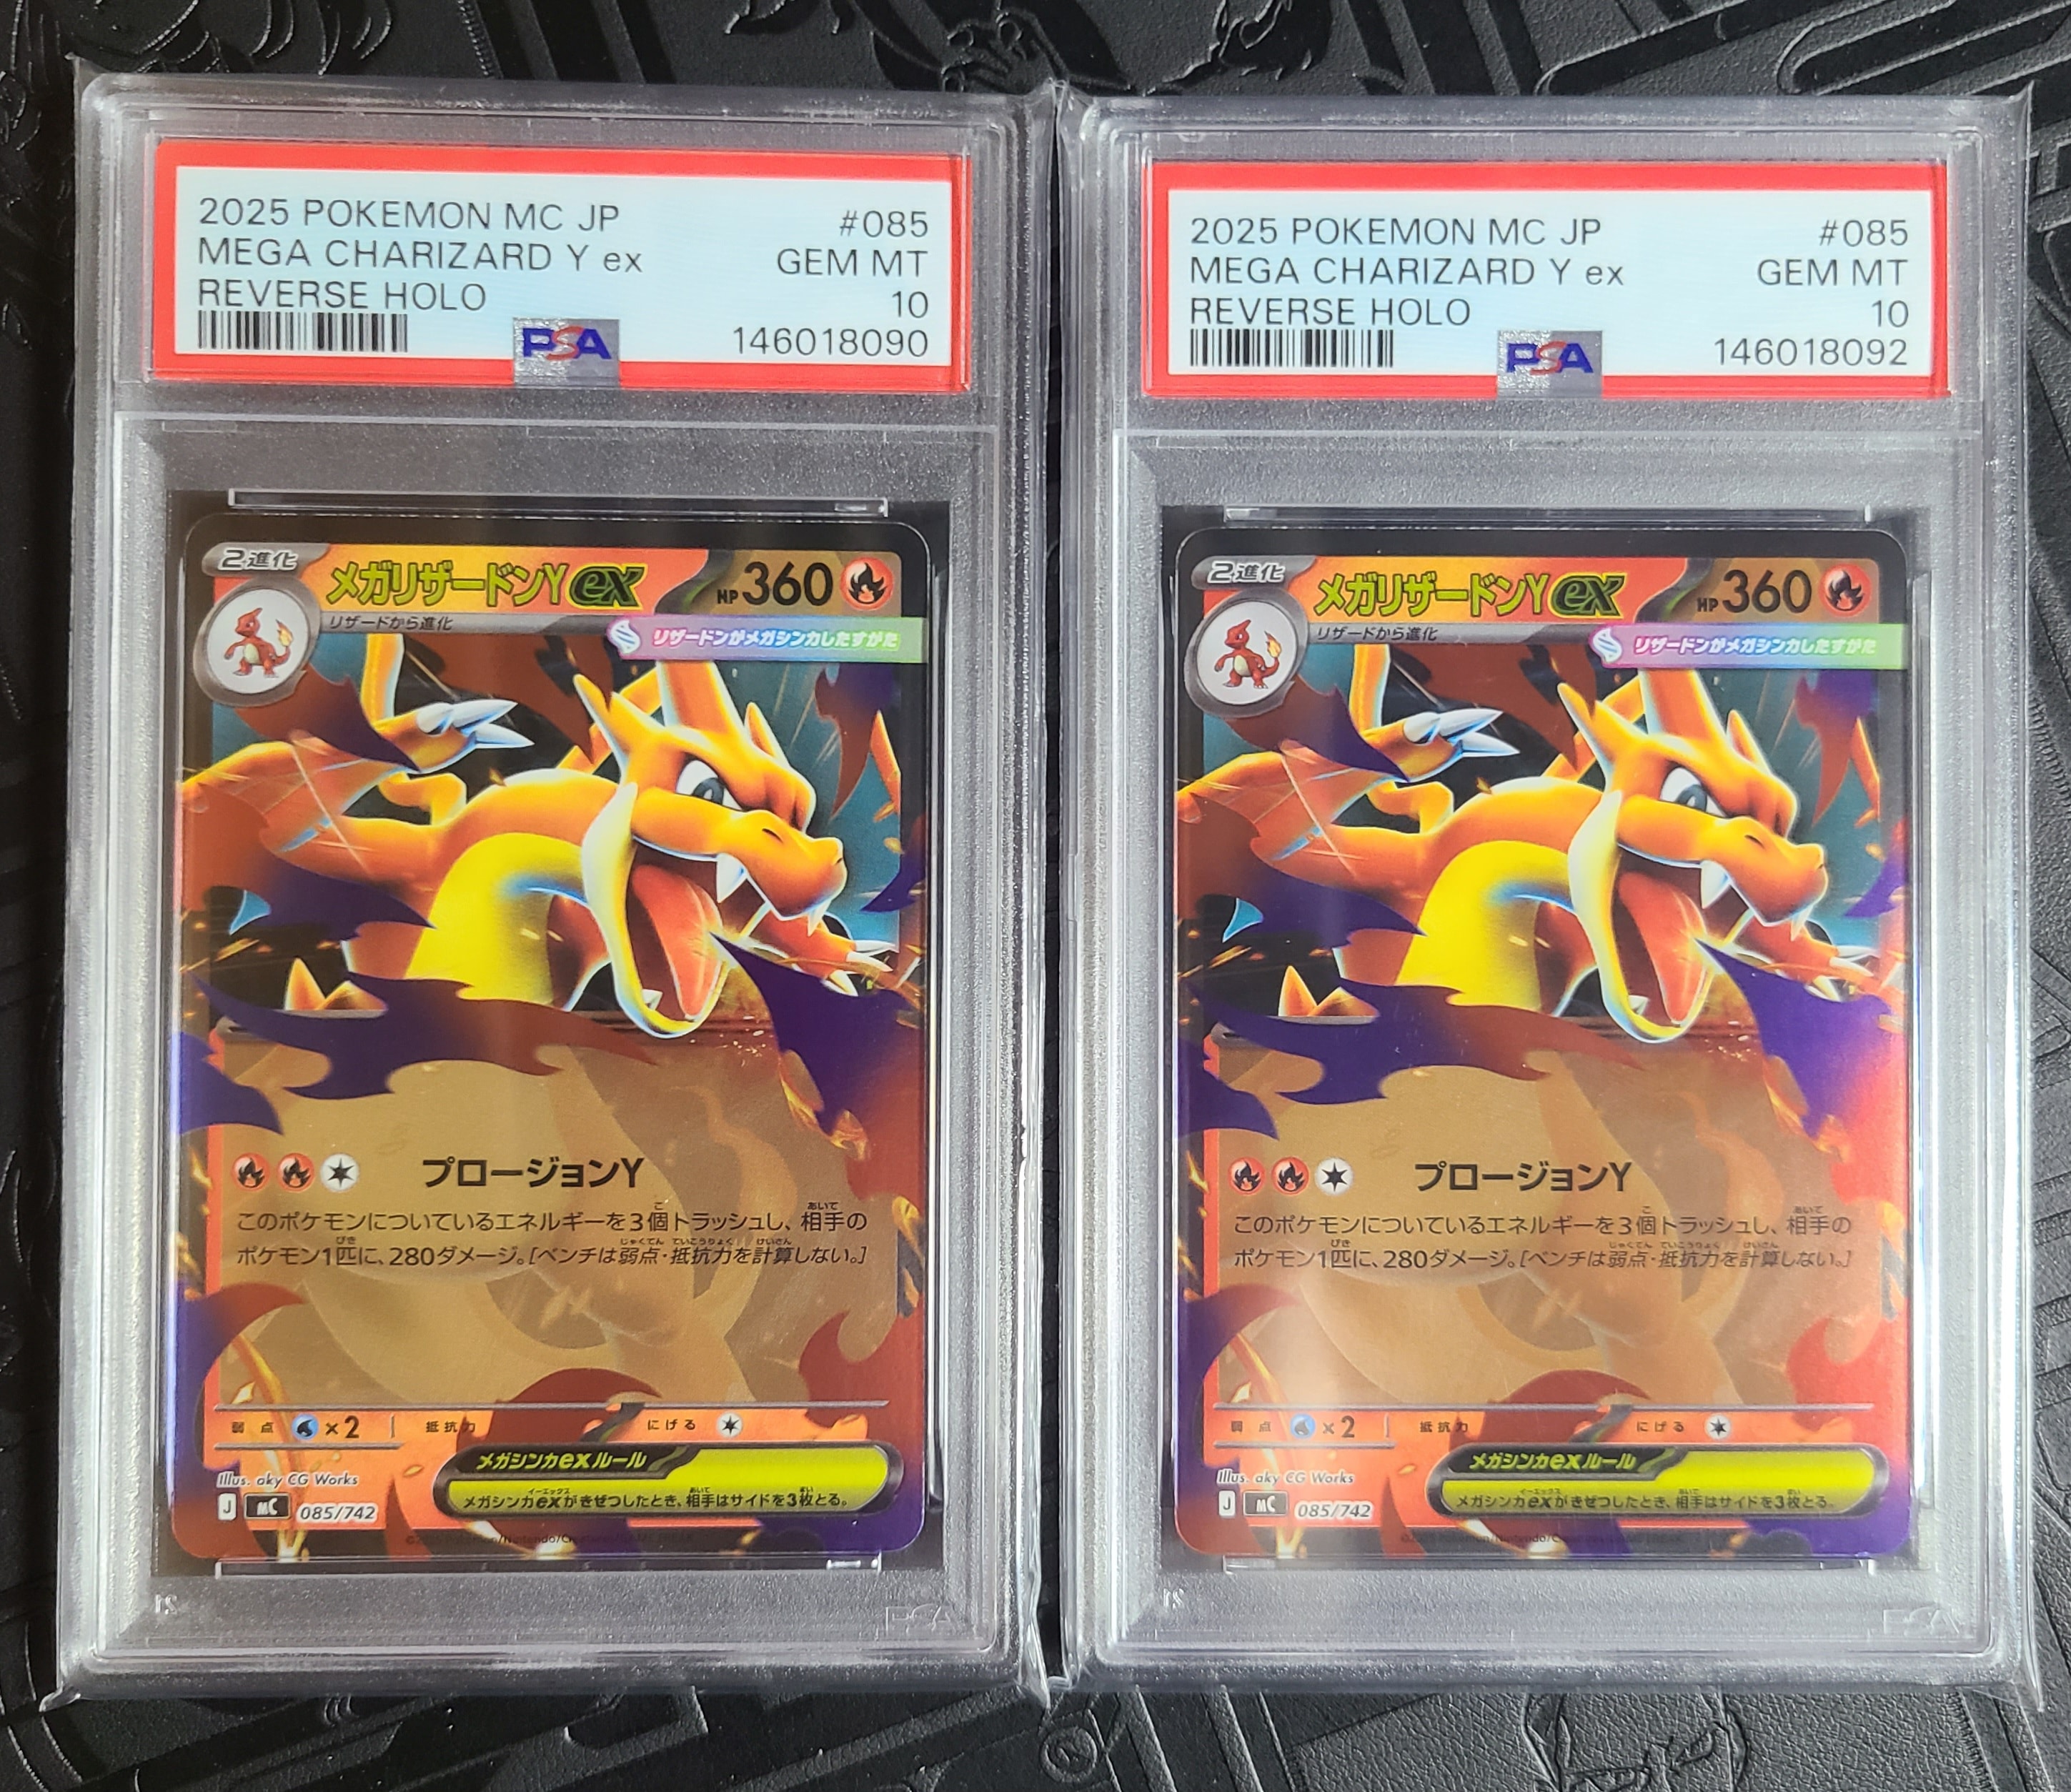 2025 POKEMON MC JP #085
MEGA CHARIZARD Y ex GEM MT
REVERSE HOLO 10
PSA 146018090
2進化
メガリザードンYex HP360
リザードから進化
リザードンがメガシンカしたすがた
プロージョンY
このポケモンについているエネルギーを3個トラッシュし、相手の
ポケモン1匹に、280ダメージ。[ベンチは弱点・抵抗力を計算しない。]
弱点 ×2 抵抗力 にげる
メガシンカexルール
メガシンカexがきぜつしたとき、相手はサイドを3枚とる。
Illus. aky CG Works
J MC 085/742
PSA
2025 POKEMON MC JP #085
MEGA CHARIZARD Y ex GEM MT
REVERSE HOLO 10
PSA 146018092
2進化
メガリザードンYex HP360
リザードから進化
リザードンがメガシンカしたすがた
プロージョンY
このポケモンについているエネルギーを3個トラッシュし、相手の
ポケモン1匹に、280ダメージ。[ベンチは弱点・抵抗力を計算しない。]
弱点 ×2 抵抗力 にげる
メガシンカexルール
メガシンカexがきぜつしたとき、相手はサイドを3枚とる。
Illus. aky CG Works
J MC 085/742
PSA